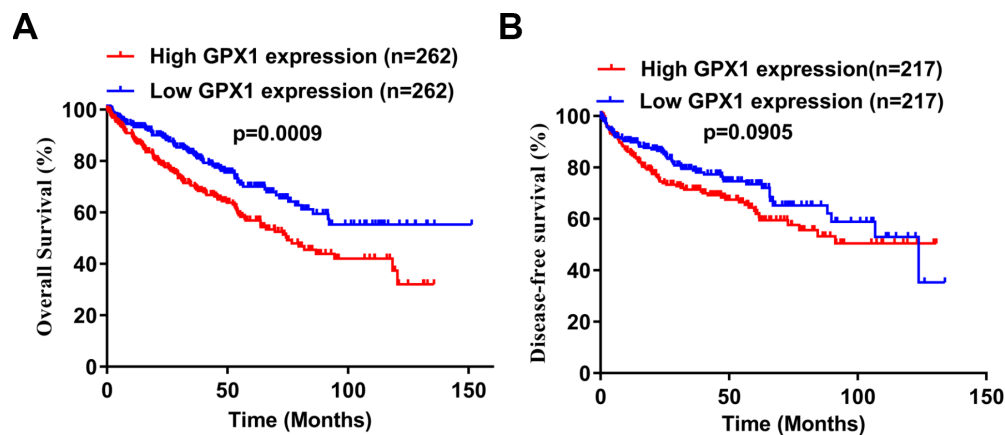 A
High GPX1 expression (n=262)
Low GPX1 expression (n=262)
p=0.0009
Overall Survival (%)
100
80
60
40
20
0
0 50 100 150
Time (Months)
B
High GPX1 expression(n=217)
Low GPX1 expression (n=217)
p=0.0905
Disease-free survival (%)
100
80
60
40
20
0
0 50 100 150
Time (Months)